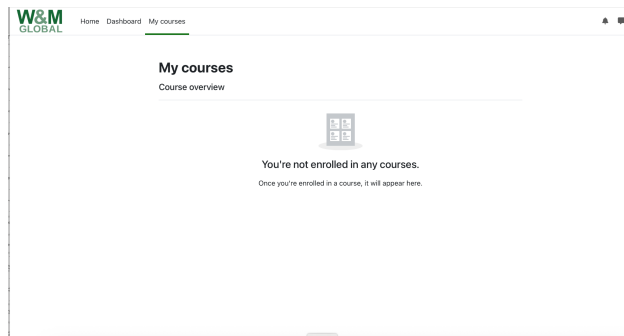 W&M
GLOBAL
Home Dashboard My courses
My courses
Course overview
You're not enrolled in any courses.
Once you're enrolled in a course, it will appear here.